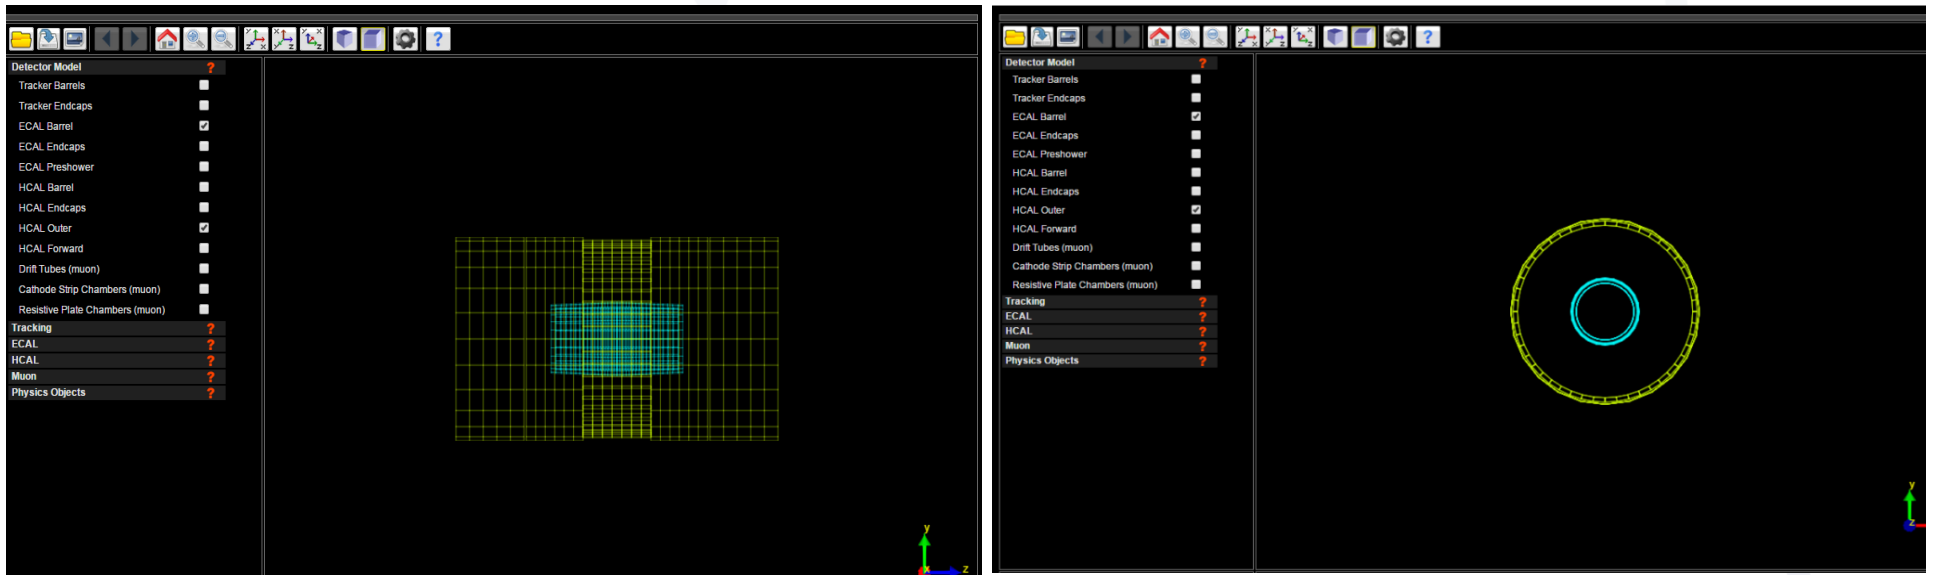 Detector Model ?
Tracker Barrels
Tracker Endcaps
ECAL Barrel
ECAL Endcaps
ECAL Preshower
HCAL Barrel
HCAL Endcaps
HCAL Outer
HCAL Forward
Drift Tubes (muon)
Cathode Strip Chambers (muon)
Resistive Plate Chambers (muon)
Tracking ?
ECAL ?
HCAL ?
Muon ?
Physics Objects ?
y
x z
Detector Model ?
Tracker Barrels
Tracker Endcaps
ECAL Barrel
ECAL Endcaps
ECAL Preshower
HCAL Barrel
HCAL Endcaps
HCAL Outer
HCAL Forward
Drift Tubes (muon)
Cathode Strip Chambers (muon)
Resistive Plate Chambers (muon)
Tracking ?
ECAL ?
HCAL ?
Muon ?
Physics Objects ?
y
z